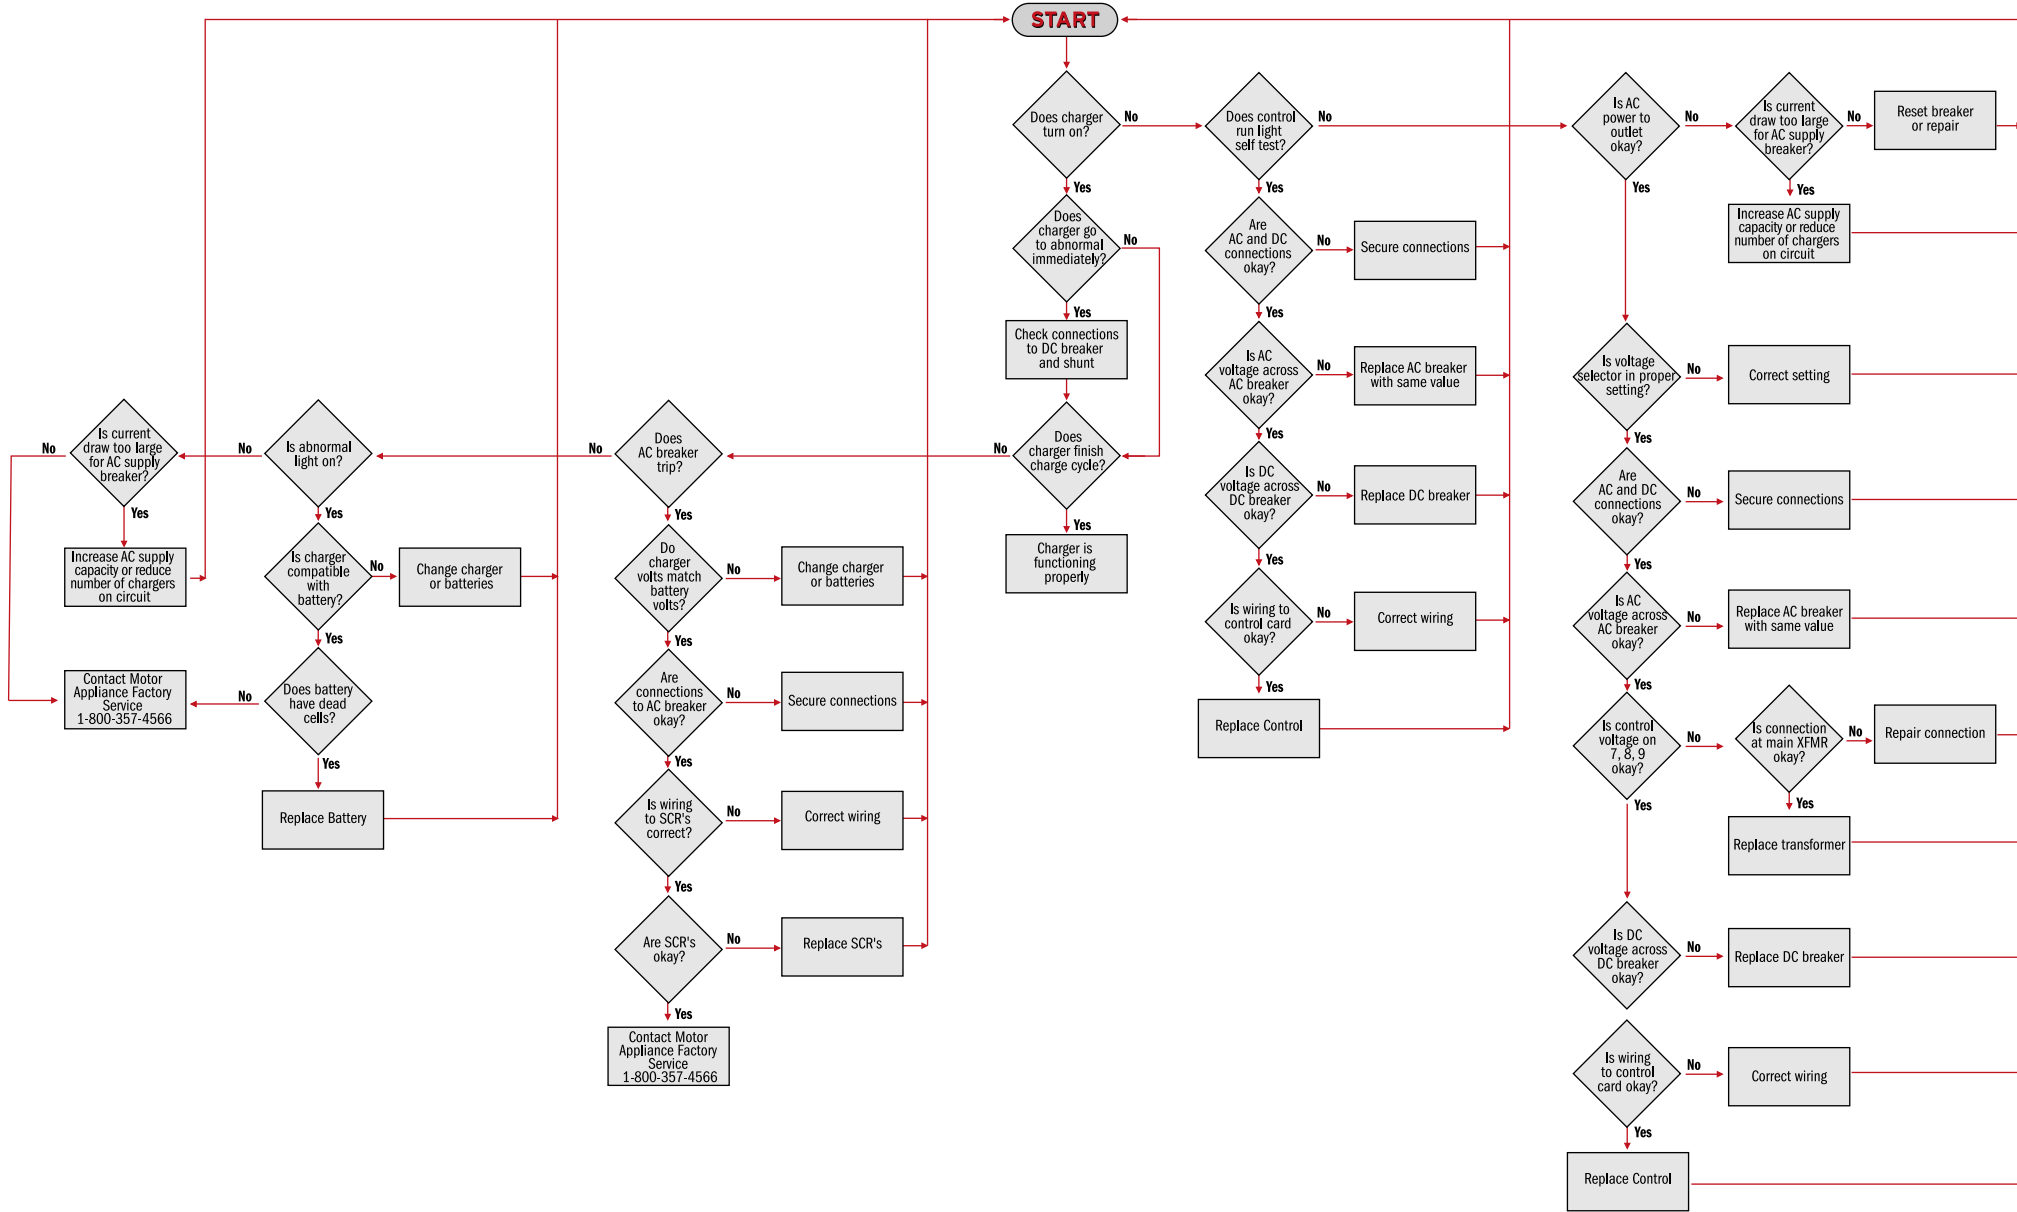 START
Does charger
turn on?
No
Yes
Does
charger go
to abnormal
immediately?
No
Yes
Check connections
to DC breaker
and shunt
Does
charger finish
charge cycle?
No
Yes
Charger is
functioning
properly
Does control
run light
self test?
No
Yes
Are
AC and DC
connections
okay?
No
Secure connections
Yes
Is AC
voltage across
AC breaker
okay?
No
Replace AC breaker
with same value
Yes
Is DC
voltage across
DC breaker
okay?
No
Replace DC breaker
Yes
Is wiring to
control card
okay?
No
Correct wiring
Yes
Replace Control
Is AC
power to
outlet
okay?
No
Is current
draw too large
for AC supply
breaker?
No
Reset breaker
or repair
Yes
Increase AC supply
capacity or reduce
number of chargers
on circuit
Yes
Is voltage
selector in proper
setting?
No
Correct setting
Yes
Are
AC and DC
connections
okay?
No
Secure connections
Yes
Is AC
voltage across
AC breaker
okay?
No
Replace AC breaker
with same value
Yes
Is control
voltage on
7, 8, 9
okay?
No
Is connection
at main XFMR
okay?
No
Repair connection
Yes
Replace transformer
Yes
Is DC
voltage across
DC breaker
okay?
No
Replace DC breaker
Is wiring
to control
card okay?
No
Correct wiring
Yes
Replace Control
Does
AC breaker
trip?
No
Yes
Do
charger
volts match
battery
volts?
No
Change charger
or batteries
Yes
Are
connections
to AC breaker
okay?
No
Secure connections
Yes
Is wiring
to SCR's
correct?
No
Correct wiring
Yes
Are SCR's
okay?
No
Replace SCR's
Yes
Contact Motor
Appliance Factory
Service
1-800-357-4566
Is abnormal
light on?
No
Yes
Is charger
compatible
with
battery?
No
Change charger
or batteries
Yes
Does battery
have dead
cells?
No
Yes
Replace Battery
Is current
draw too large
for AC supply
breaker?
No
Yes
Increase AC supply
capacity or reduce
number of chargers
on circuit
Contact Motor
Appliance Factory
Service
1-800-357-4566